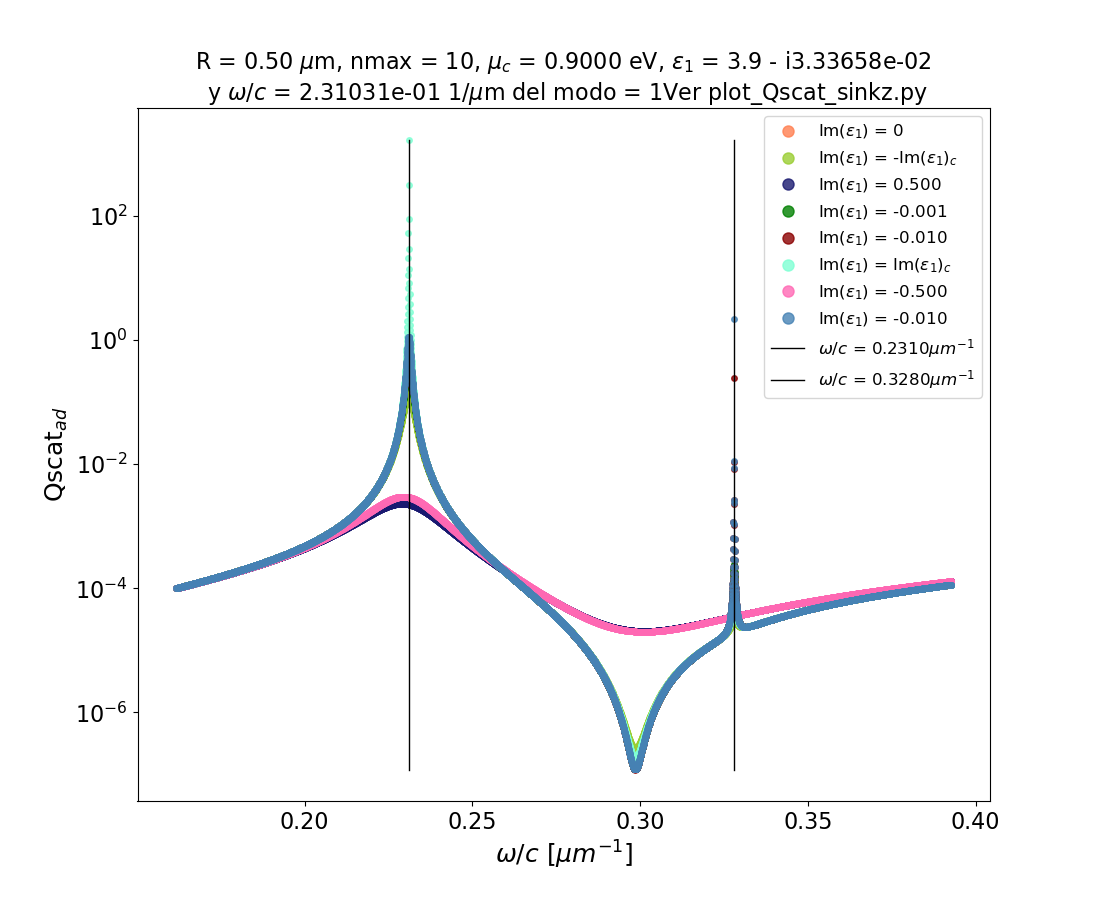 R = 0.50 μm, nmax = 10, μ_c = 0.9000 eV, ε₁ = 3.9 - i3.33658e-02
y ω/c = 2.31031e-01 1/μm del modo = 1Ver plot_Qscat_sinkz.py
Im(ε₁) = 0
Im(ε₁) = -Im(ε₁)_c
Im(ε₁) = 0.500
Im(ε₁) = -0.001
Im(ε₁) = -0.010
Im(ε₁) = Im(ε₁)_c
Im(ε₁) = -0.500
Im(ε₁) = -0.010
ω/c = 0.2310μm⁻¹
ω/c = 0.3280μm⁻¹
Qscat_ad
10²
10⁰
10⁻²
10⁻⁴
10⁻⁶
0.20 0.25 0.30 0.35 0.40
ω/c [μm⁻¹]